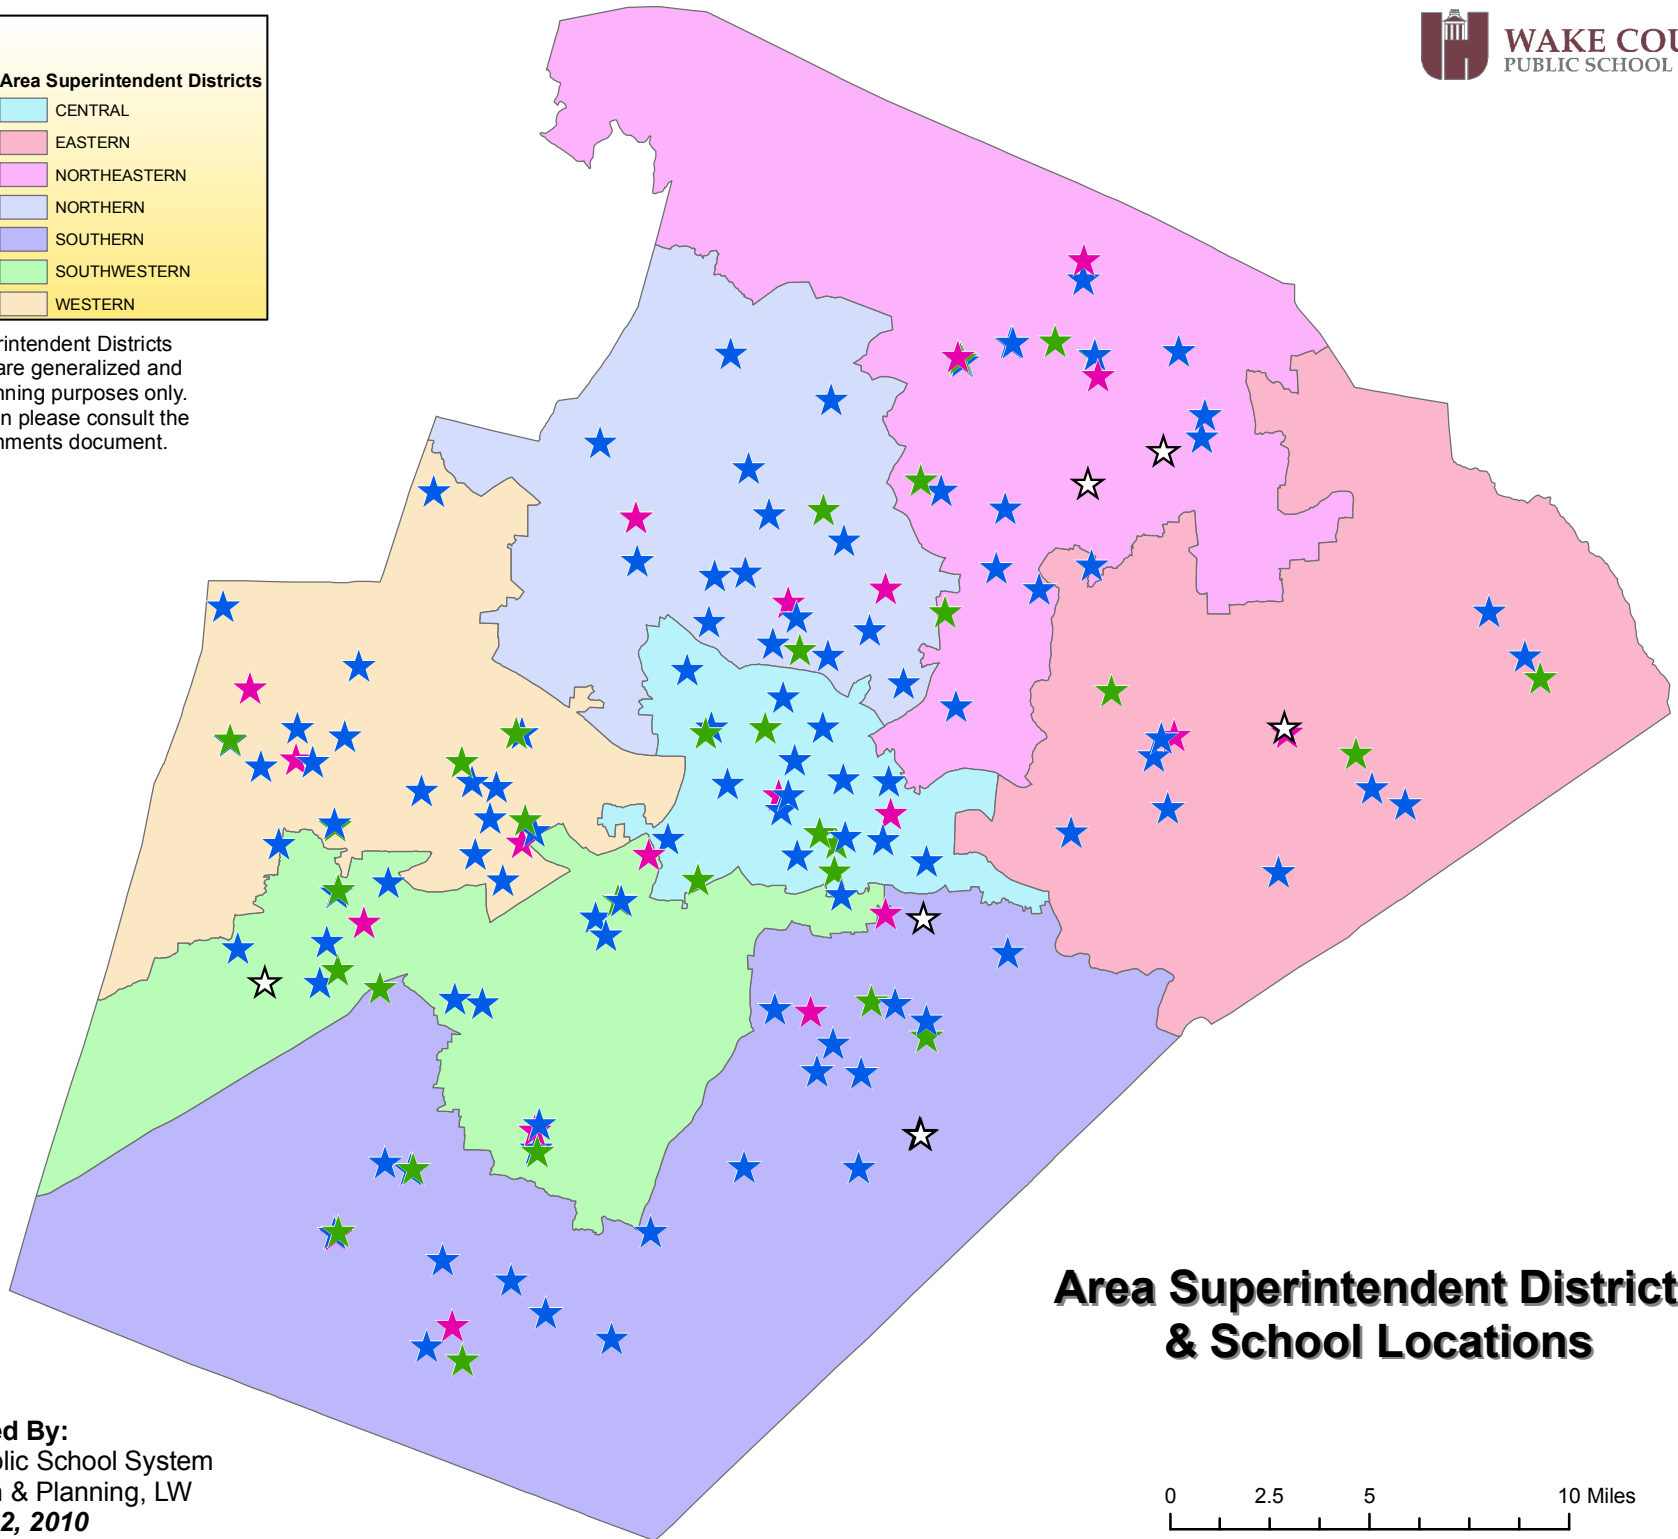 WAKE COU
PUBLIC SCHOOL
Area Superintendent Districts
CENTRAL
EASTERN
NORTHEASTERN
NORTHERN
SOUTHERN
SOUTHWESTERN
WESTERN
rintendent Districts
are generalized and
nning purposes only.
n please consult the
nments document.
Area Superintendent District
& School Locations
ed By:
blic School System
n & Planning, LW
2, 2010
0 2.5 5 10 Miles